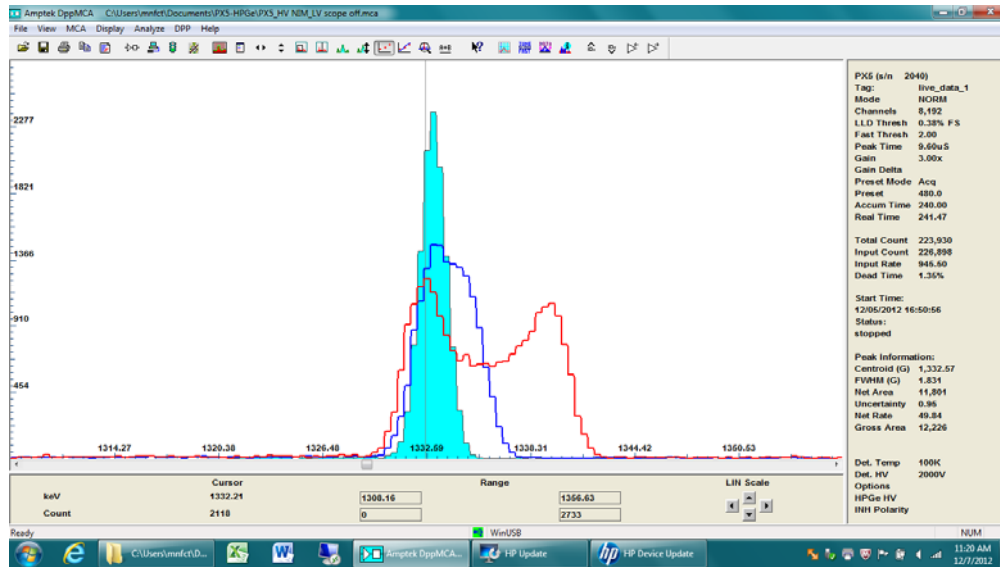 Amptek DppMCA C:\Users\mnfct\Documents\PX5-HPGe\PX5_HV NIM_LV scope off.mca
File View MCA Display Analyze DPP Help
2277
1821
1366
910
454
1314.27 1320.38 1326.48 1332.59 1338.31 1344.42 1350.53
PX5 (s/n 2040)
Tag: live_data_1
Mode NORM
Channels 8,192
LLD Thresh 0.38% FS
Fast Thresh 2.00
Peak Time 9.60uS
Gain 3.00x
Gain Delta
Preset Mode Acq
Preset 480.0
Accum Time 240.00
Real Time 241.47
Total Count 223,930
Input Count 226,898
Input Rate 945.50
Dead Time 1.35%
Start Time:
12/05/2012 16:50:56
Status:
stopped
Peak Information:
Centroid (G) 1,332.57
FWHM (G) 1.831
Net Area 11,801
Uncertainty 0.95
Net Rate 49.84
Gross Area 12,226
Det. Temp 100K
Det. HV 2000V
Options
HPGe HV
INH Polarity
Cursor Range LIN Scale
keV 1332.21 1308.16 1356.63
Count 2118 0 2733
Ready WinUSB NUM
C:\Users\mnfct\D... Amptek DppMCA... HP Update HP Device Update
11:20 AM
12/7/2012